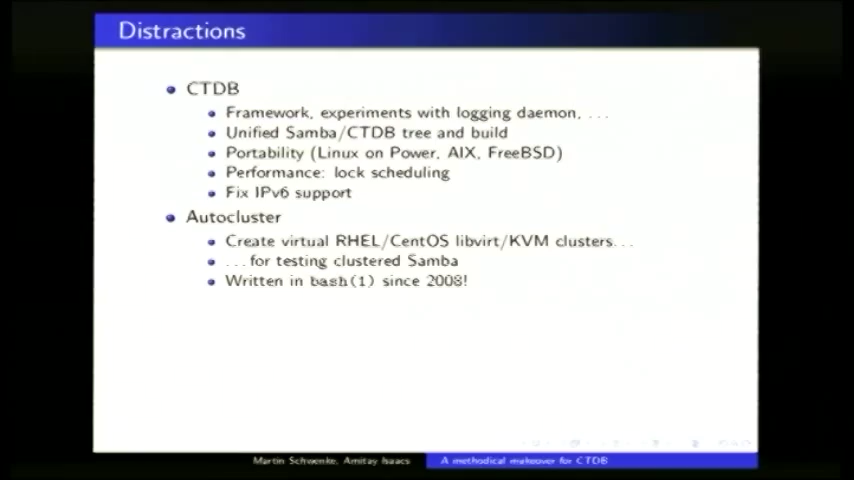 Distractions
CTDB
Framework, experiments with logging daemon, ...
Unified Samba/CTDB tree and build
Portability (Linux on Power, AIX, FreeBSD)
Performance: lock scheduling
Fix IPv6 support
Autocluster
Create virtual RHEL/CentOS libvirt/KVM clusters...
...for testing clustered Samba
Written in bash(1) since 2008!
Martin Schwenke, Amitay Isaacs
A methodical makeover for CTDB